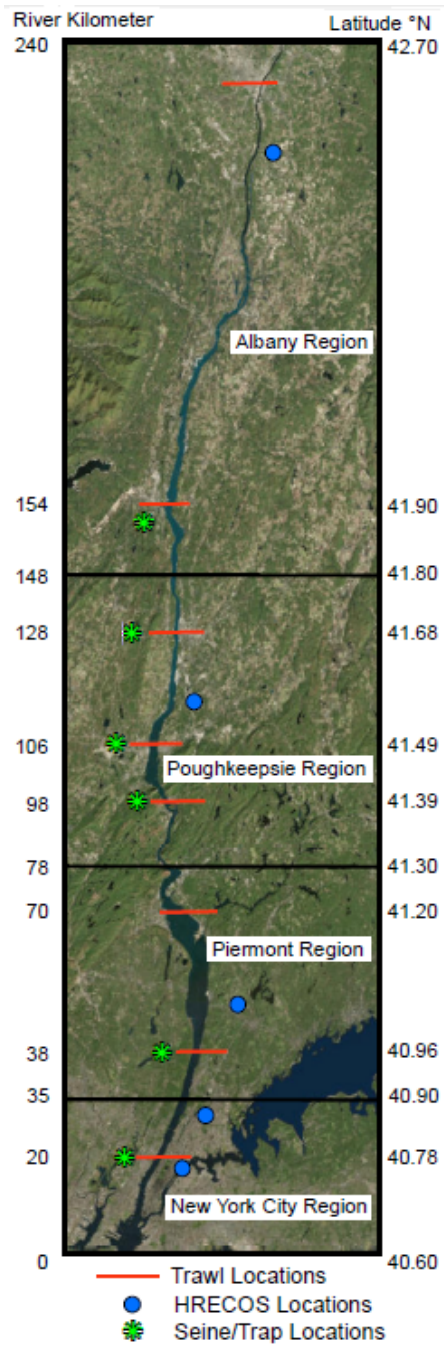 River Kilometer Latitude °N
240 42.70
Albany Region
154 41.90
148 41.80
128 41.68
106 41.49
Poughkeepsie Region
98 41.39
78 41.30
70 41.20
Piermont Region
38 40.96
35 40.90
20 40.78
New York City Region
0 40.60
Trawl Locations
HRECOS Locations
Seine/Trap Locations